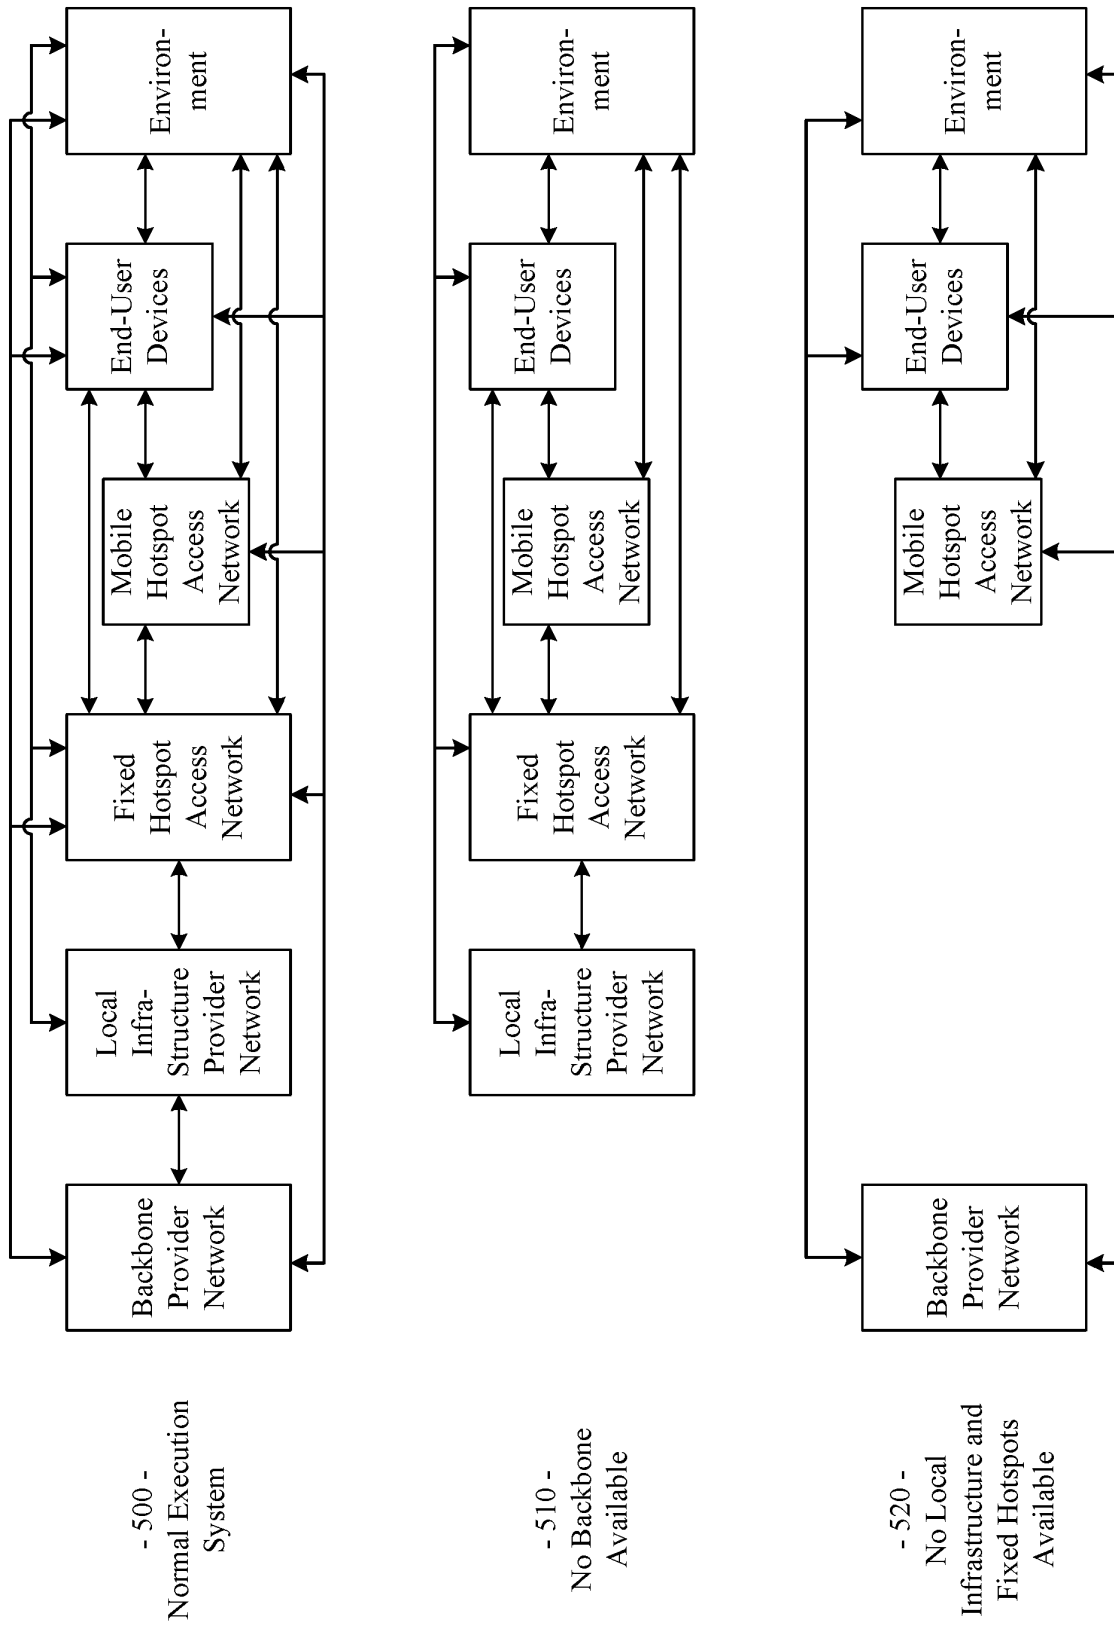 - 500 -
Normal Execution
System
Backbone
Provider
Network
Local
Infra-
Structure
Provider
Network
Fixed
Hotspot
Access
Network
Mobile
Hotspot
Access
Network
End-User
Devices
Environ-
ment
- 510 -
No Backbone
Available
Local
Infra-
Structure
Provider
Network
Fixed
Hotspot
Access
Network
Mobile
Hotspot
Access
Network
End-User
Devices
Environ-
ment
- 520 -
No Local
Infrastructure and
Fixed Hotspots
Available
Backbone
Provider
Network
Mobile
Hotspot
Access
Network
End-User
Devices
Environ-
ment